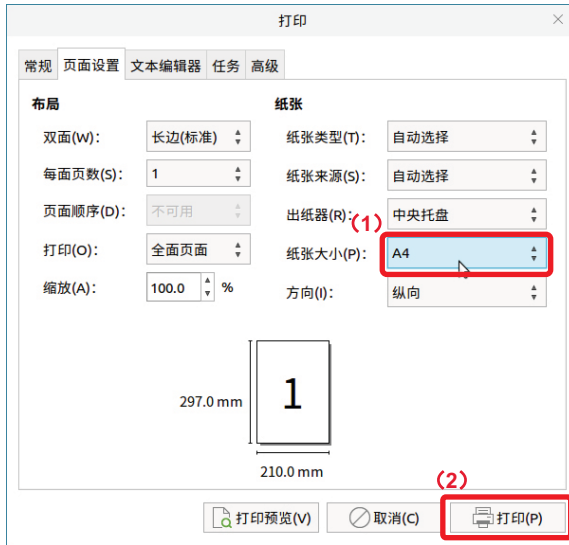 打印
常规 页面设置 文本编辑器 任务 高级
布局 纸张
双面(W): 长边(标准) 纸张类型(T): 自动选择
每面页数(S): 1 纸张来源(S): 自动选择
页面顺序(D): 不可用 出纸器(R): 中央托盘
(1)
打印(O): 全面页面 纸张大小(P): A4
缩放(A): 100.0 % 方向(I): 纵向
1
297.0 mm
210.0 mm
(2)
打印预览(V) 取消(C) 打印(P)